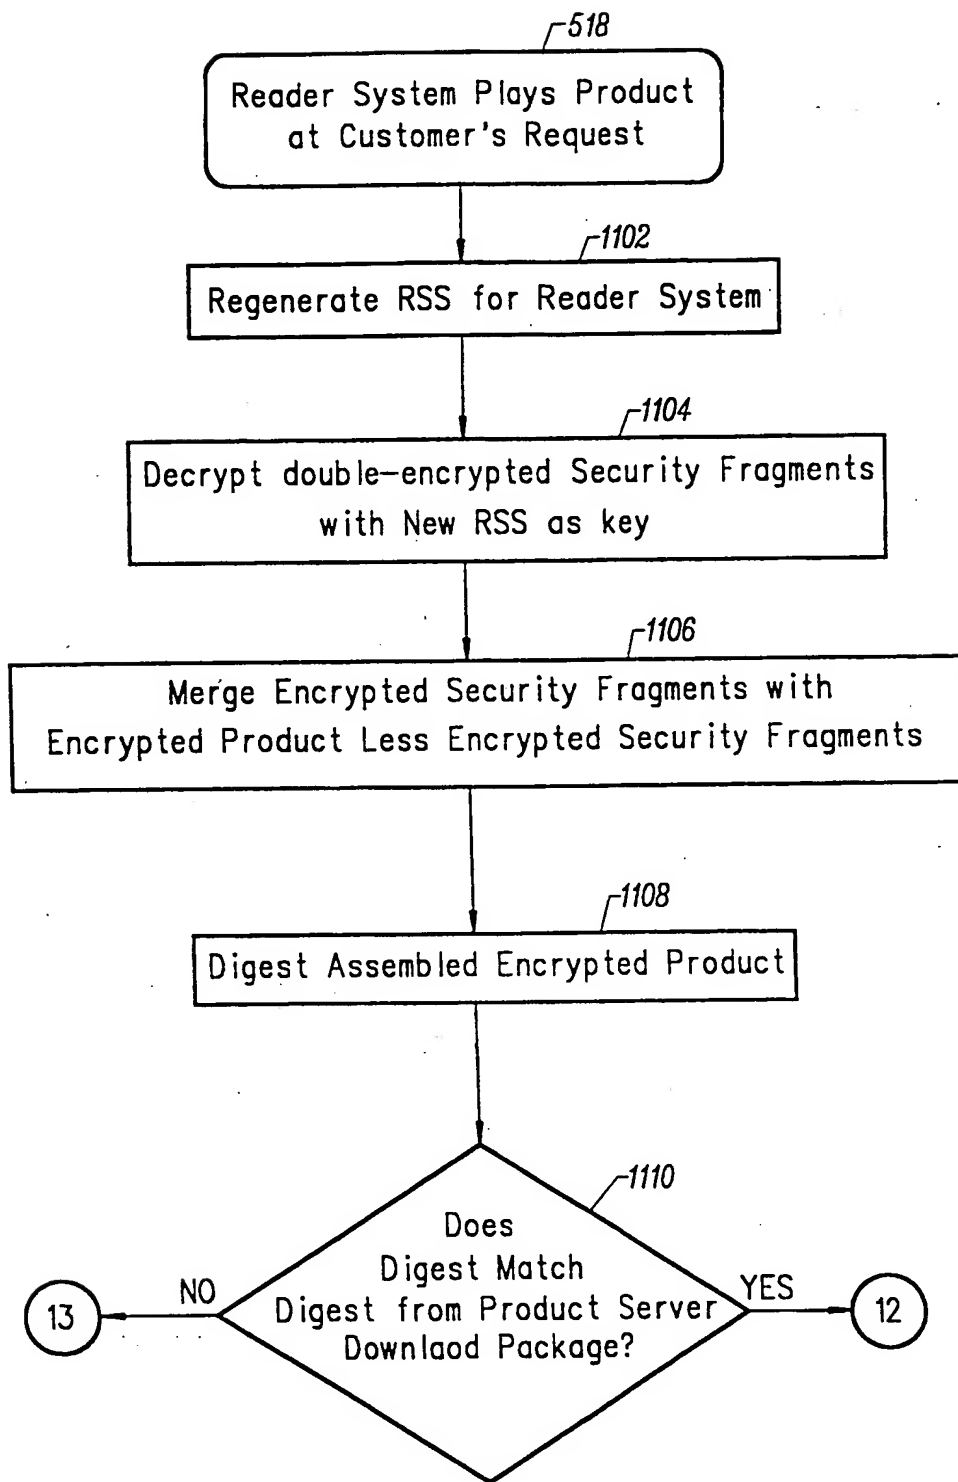 518
Reader System Plays Product
at Customer's Request
1102
Regenerate RSS for Reader System
1104
Decrypt double-encrypted Security Fragments
with New RSS as key
1106
Merge Encrypted Security Fragments with
Encrypted Product Less Encrypted Security Fragments
1108
Digest Assembled Encrypted Product
1110
Does
Digest Match
Digest from Product Server
Downlaod Package?
NO
YES
13
12